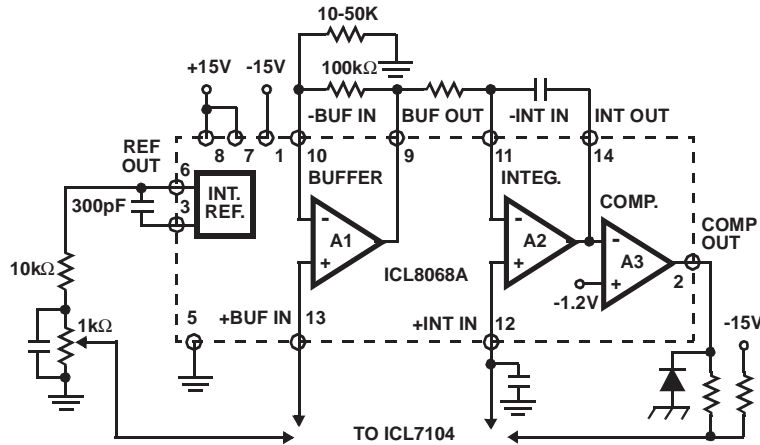 10-50K
+15V
-15V
100kΩ
-BUF IN
BUF OUT
-INT IN
INT OUT
REF
OUT
8
7
1
10
9
11
14
6
BUFFER
INTEG.
300pF
INT.
REF.
3
COMP.
COMP
OUT
-
A1
+
-
A2
+
-
A3
+
10kΩ
ICL8068A
-1.2V
2
1kΩ
5
+BUF IN
13
+INT IN
12
-15V
TO ICL7104